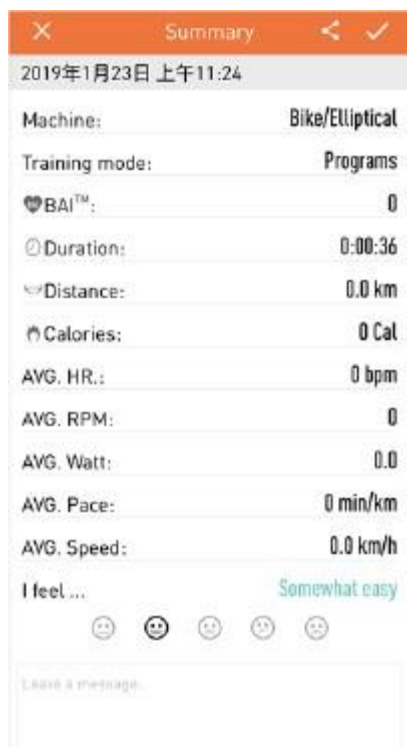 Summary
2019年1月23日 上午11:24
Machine: Bike/Elliptical
Training mode: Programs
BAI™: 0
Duration: 0:00:36
Distance: 0.0 km
Calories: 0 Cal
AVG. HR.: 0 bpm
AVG. RPM: 0
AVG. Watt: 0.0
AVG. Pace: 0 min/km
AVG. Speed: 0.0 km/h
I feel ... Somewhat easy
Leave a message.